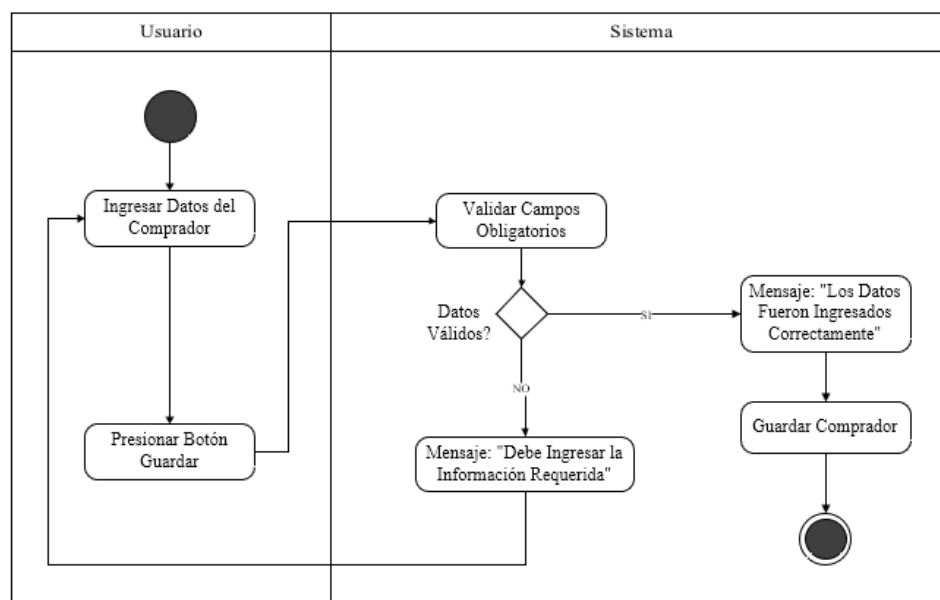 Usuario
Sistema
Ingresar Datos del
Comprador
Validar Campos
Obligatorios
Datos
Válidos?
SI
Mensaje: "Los Datos
Fueron Ingresados
Correctamente"
NO
Guardar Comprador
Presionar Botón
Guardar
Mensaje: "Debe Ingresar la
Información Requerida"